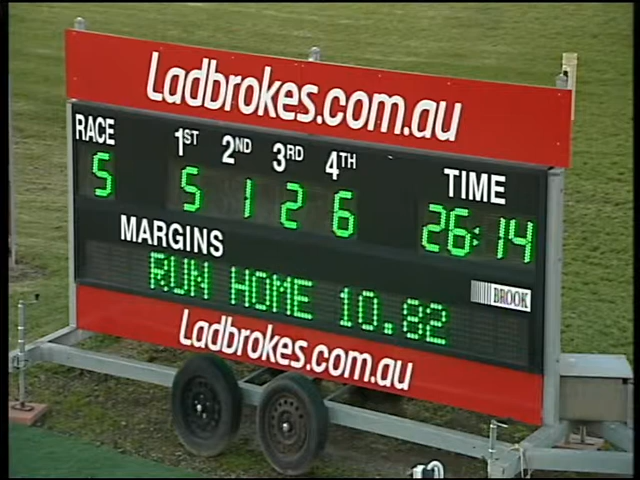 Ladbrokes.com.au
RACE 1ST 2ND 3RD 4TH TIME
5 5 1 2 6 26:14
MARGINS
RUN HOME 10.82
BROOK
Ladbrokes.com.au